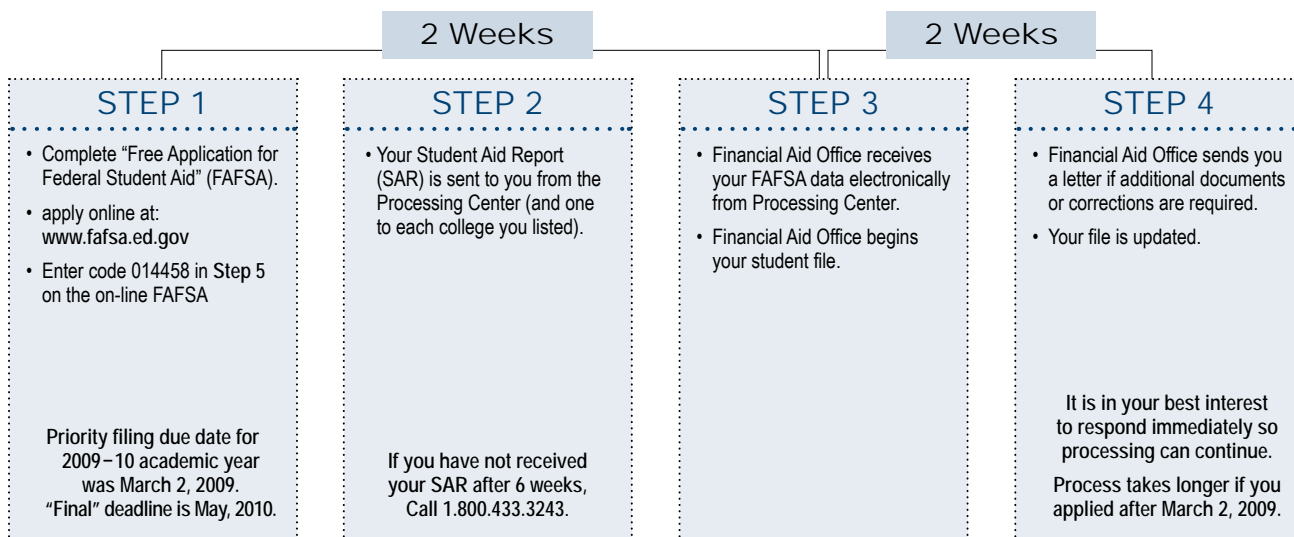 2 Weeks
2 Weeks
STEP 1
• Complete “Free Application for
Federal Student Aid” (FAFSA).
• apply online at:
www.fafsa.ed.gov
• Enter code 014458 in Step 5
on the on-line FAFSA
Priority filing due date for
2009–10 academic year
was March 2, 2009.
“Final” deadline is May, 2010.
STEP 2
• Your Student Aid Report
(SAR) is sent to you from the
Processing Center (and one
to each college you listed).
If you have not received
your SAR after 6 weeks,
Call 1.800.433.3243.
STEP 3
• Financial Aid Office receives
your FAFSA data electronically
from Processing Center.
• Financial Aid Office begins
your student file.
STEP 4
• Financial Aid Office sends you
a letter if additional documents
or corrections are required.
• Your file is updated.
It is in your best interest
to respond immediately so
processing can continue.
Process takes longer if you
applied after March 2, 2009.